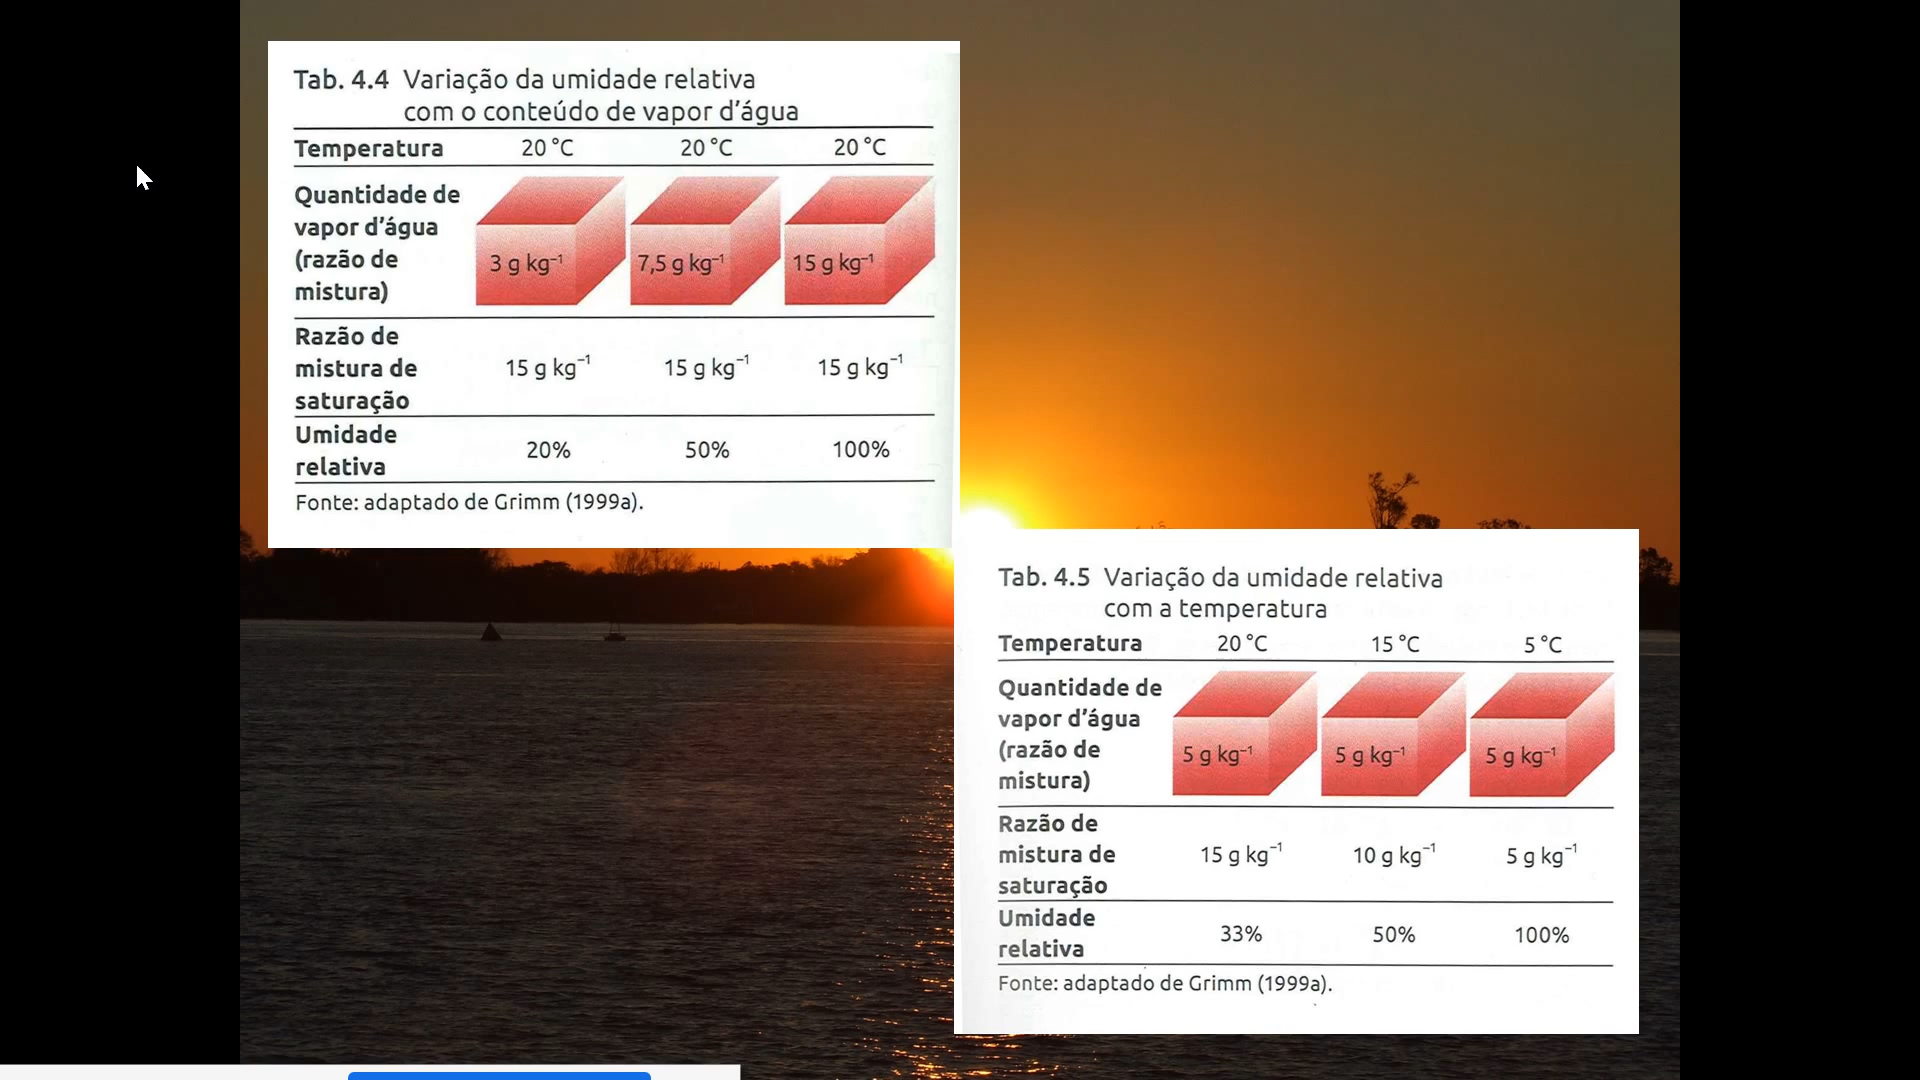 Tab. 4.4 Variação da umidade relativa
com o conteúdo de vapor d’água
Temperatura 20 °C 20 °C 20 °C
Quantidade de
vapor d’água
(razão de
mistura)
3 g kg⁻¹ 7,5 g kg⁻¹ 15 g kg⁻¹
Razão de
mistura de
saturação
15 g kg⁻¹ 15 g kg⁻¹ 15 g kg⁻¹
Umidade
relativa
20% 50% 100%
Fonte: adaptado de Grimm (1999a).
Tab. 4.5 Variação da umidade relativa
com a temperatura
Temperatura 20 °C 15 °C 5 °C
Quantidade de
vapor d’água
(razão de
mistura)
5 g kg⁻¹ 5 g kg⁻¹ 5 g kg⁻¹
Razão de
mistura de
saturação
15 g kg⁻¹ 10 g kg⁻¹ 5 g kg⁻¹
Umidade
relativa
33% 50% 100%
Fonte: adaptado de Grimm (1999a).